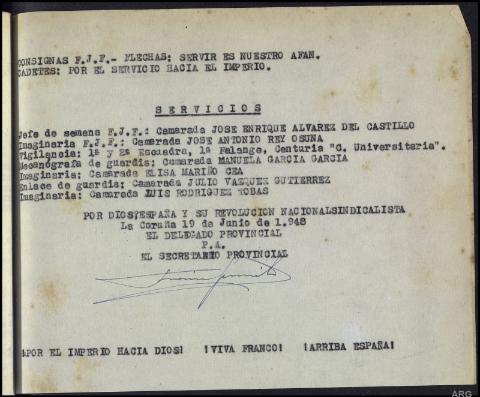 CONSIGNAS F.J.F.- FLECHAS: SERVIR ES NUESTRO AFAN.
CADETES: POR EL SERVICIO HACIA EL IMPERIO.
SERVICIOS
Jefe de semana F.J.F.: Camarada JOSE ENRIQUE ALVAREZ DEL CASTILLO
Imaginaria F.J.F.: Camarada JOSE ANTONIO REY OSUNA
Vigilancia: 1ª y 2ª Escuadra, 1ª Falange, Centuria "C. Universitaria".
Mecanógrafa de guardia: Camarada MANUELA GARCIA GARCIA
Imaginaria: Camarada ELISA MARIÑO CEA
Enlace de guardia: Camarada JULIO VAZQUEZ GUTIERREZ
Imaginaria: Camarada LUIS RODRIGUEZ TOBAS
POR DIOS, ESPAÑA Y SU REVOLUCION NACIONALSINDICALISTA
La Coruña 19 de Junio de 1.948
EL DELEGADO PROVINCIAL
P.A.
EL SECRETARIO PROVINCIAL
¡POR EL IMPERIO HACIA DIOS! !VIVA FRANCO! !ARRIBA ESPAÑA!
ARG